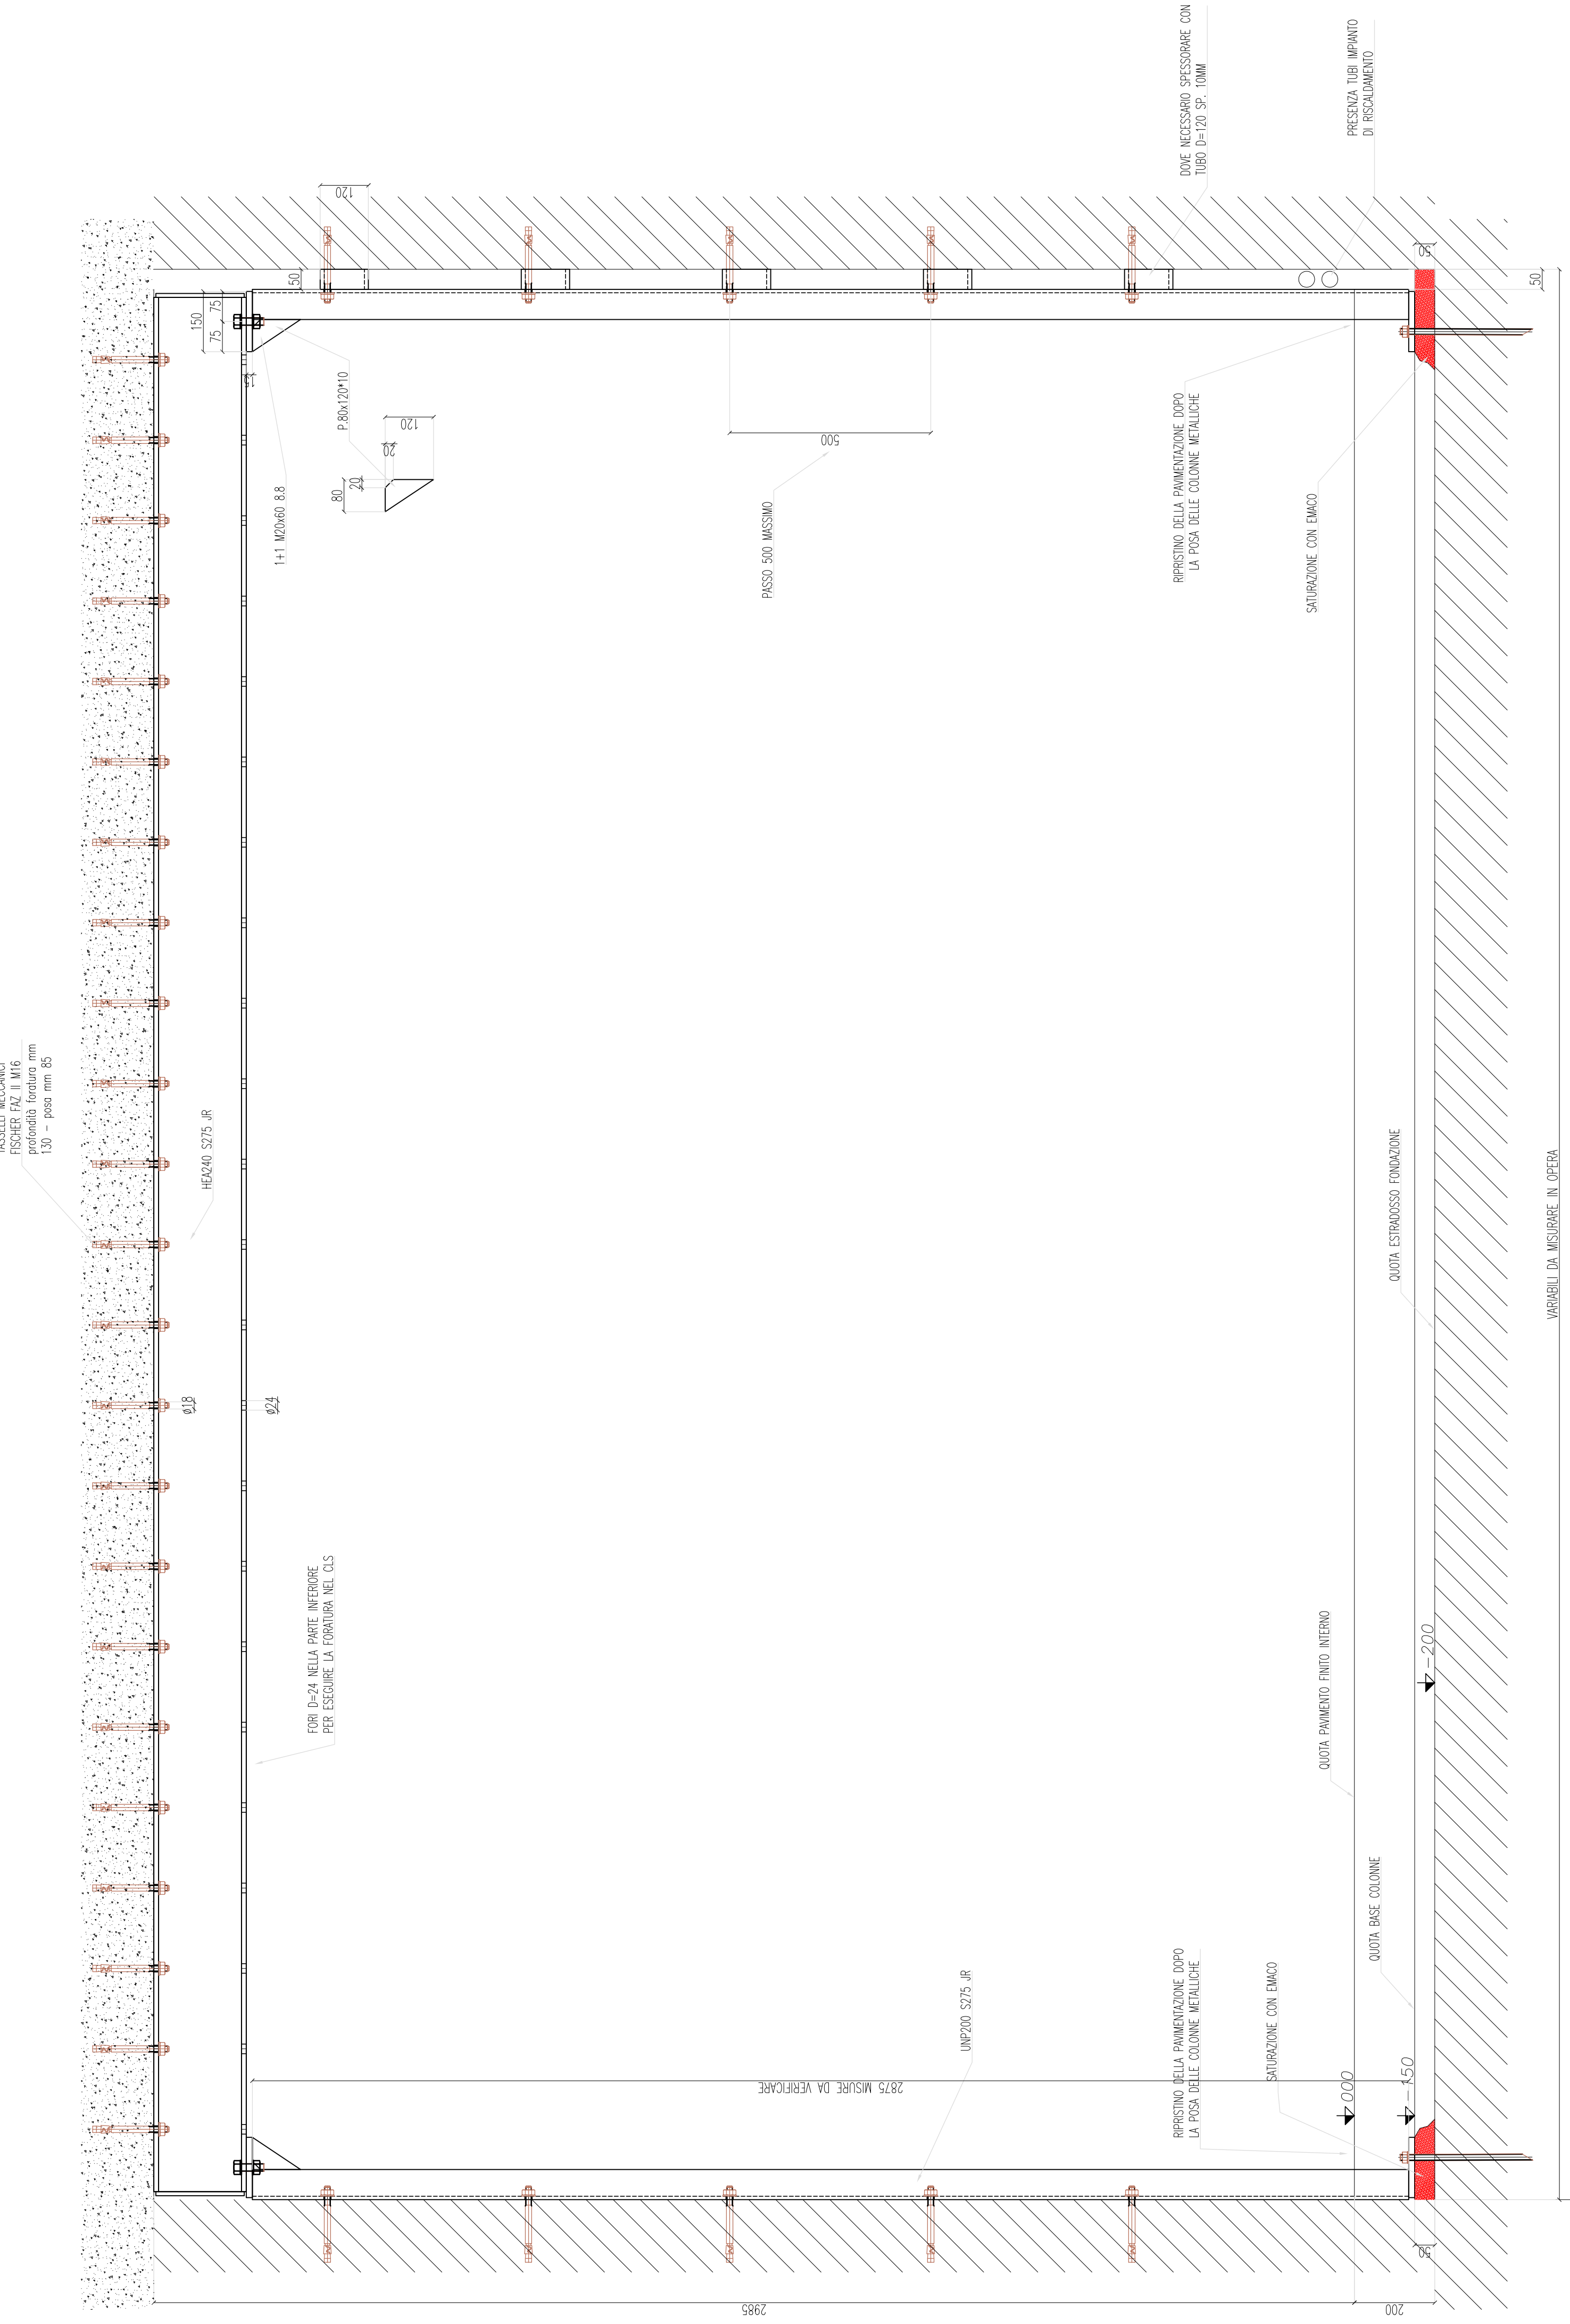 TASSELLI MECCANICI
FISCHER FAZ II M16
profondità foratura mm
130 - posa mm 85
HEA240 S275 JR
ø18
ø24
FORI D=24 NELLA PARTE INFERIORE
PER ESEGUIRE LA FORATURA NEL CLS
150
75
75
50
120
15
1+1 M20x60 8.8
P.80x120*10
80
20
20
120
PASSO 500 MASSIMO
500
DOVE NECESSARIO SPESSORARE CON
TUBO D=120 SP. 10MM
PRESENZA TUBI IMPIANTO
DI RISCALDAMENTO
RIPRISTINO DELLA PAVIMENTAZIONE DOPO
LA POSA DELLE COLONNE METALLICHE
SATURAZIONE CON EMACO
50
50
UNP200 S275 JR
2875 MISURE DA VERIFICARE
RIPRISTINO DELLA PAVIMENTAZIONE DOPO
LA POSA DELLE COLONNE METALLICHE
SATURAZIONE CON EMACO
000
-150
-200
QUOTA PAVIMENTO FINITO INTERNO
QUOTA BASE COLONNE
QUOTA ESTRADOSSO FONDAZIONE
VARIABILI DA MISURARE IN OPERA
50
2985
200